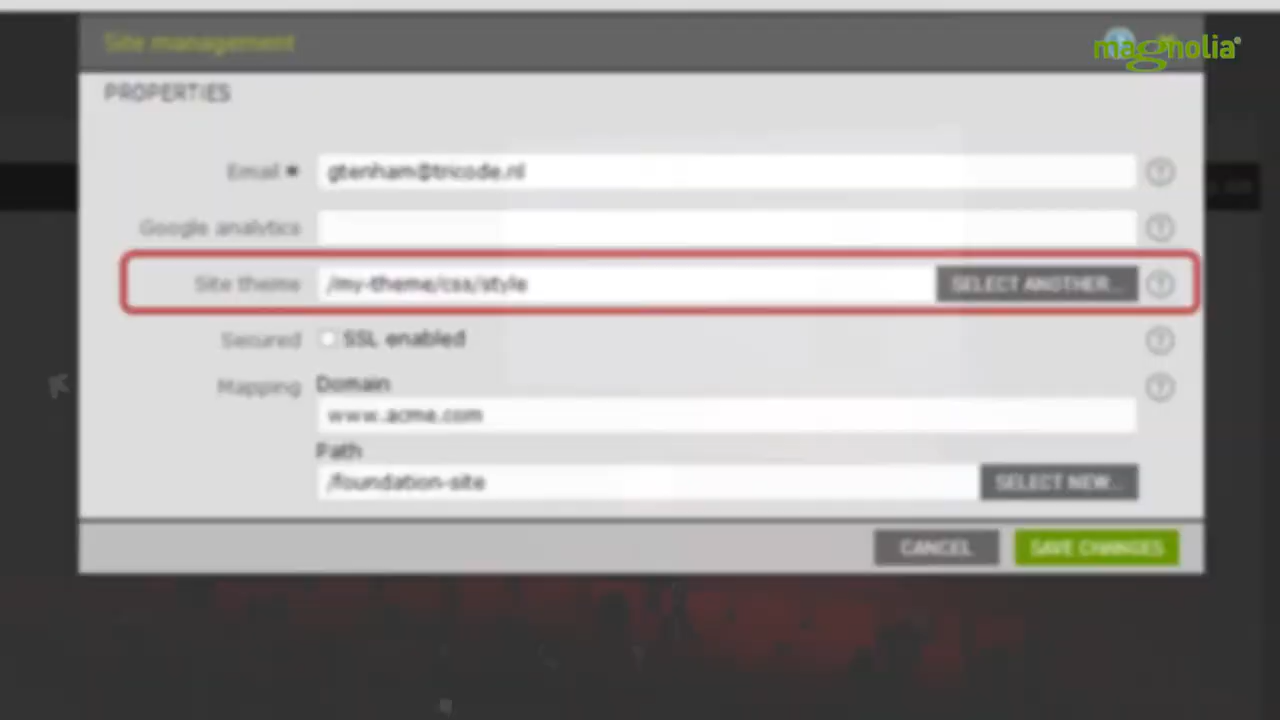 magnolia®
Site management
PROPERTIES
Email * gtenham@tricode.nl
Google analytics
Site theme /my-theme/css/style SELECT ANOTHER...
Secured SSL enabled
Mapping Domain
www.acme.com
Path
/foundation-site SELECT NEW...
CANCEL SAVE CHANGES